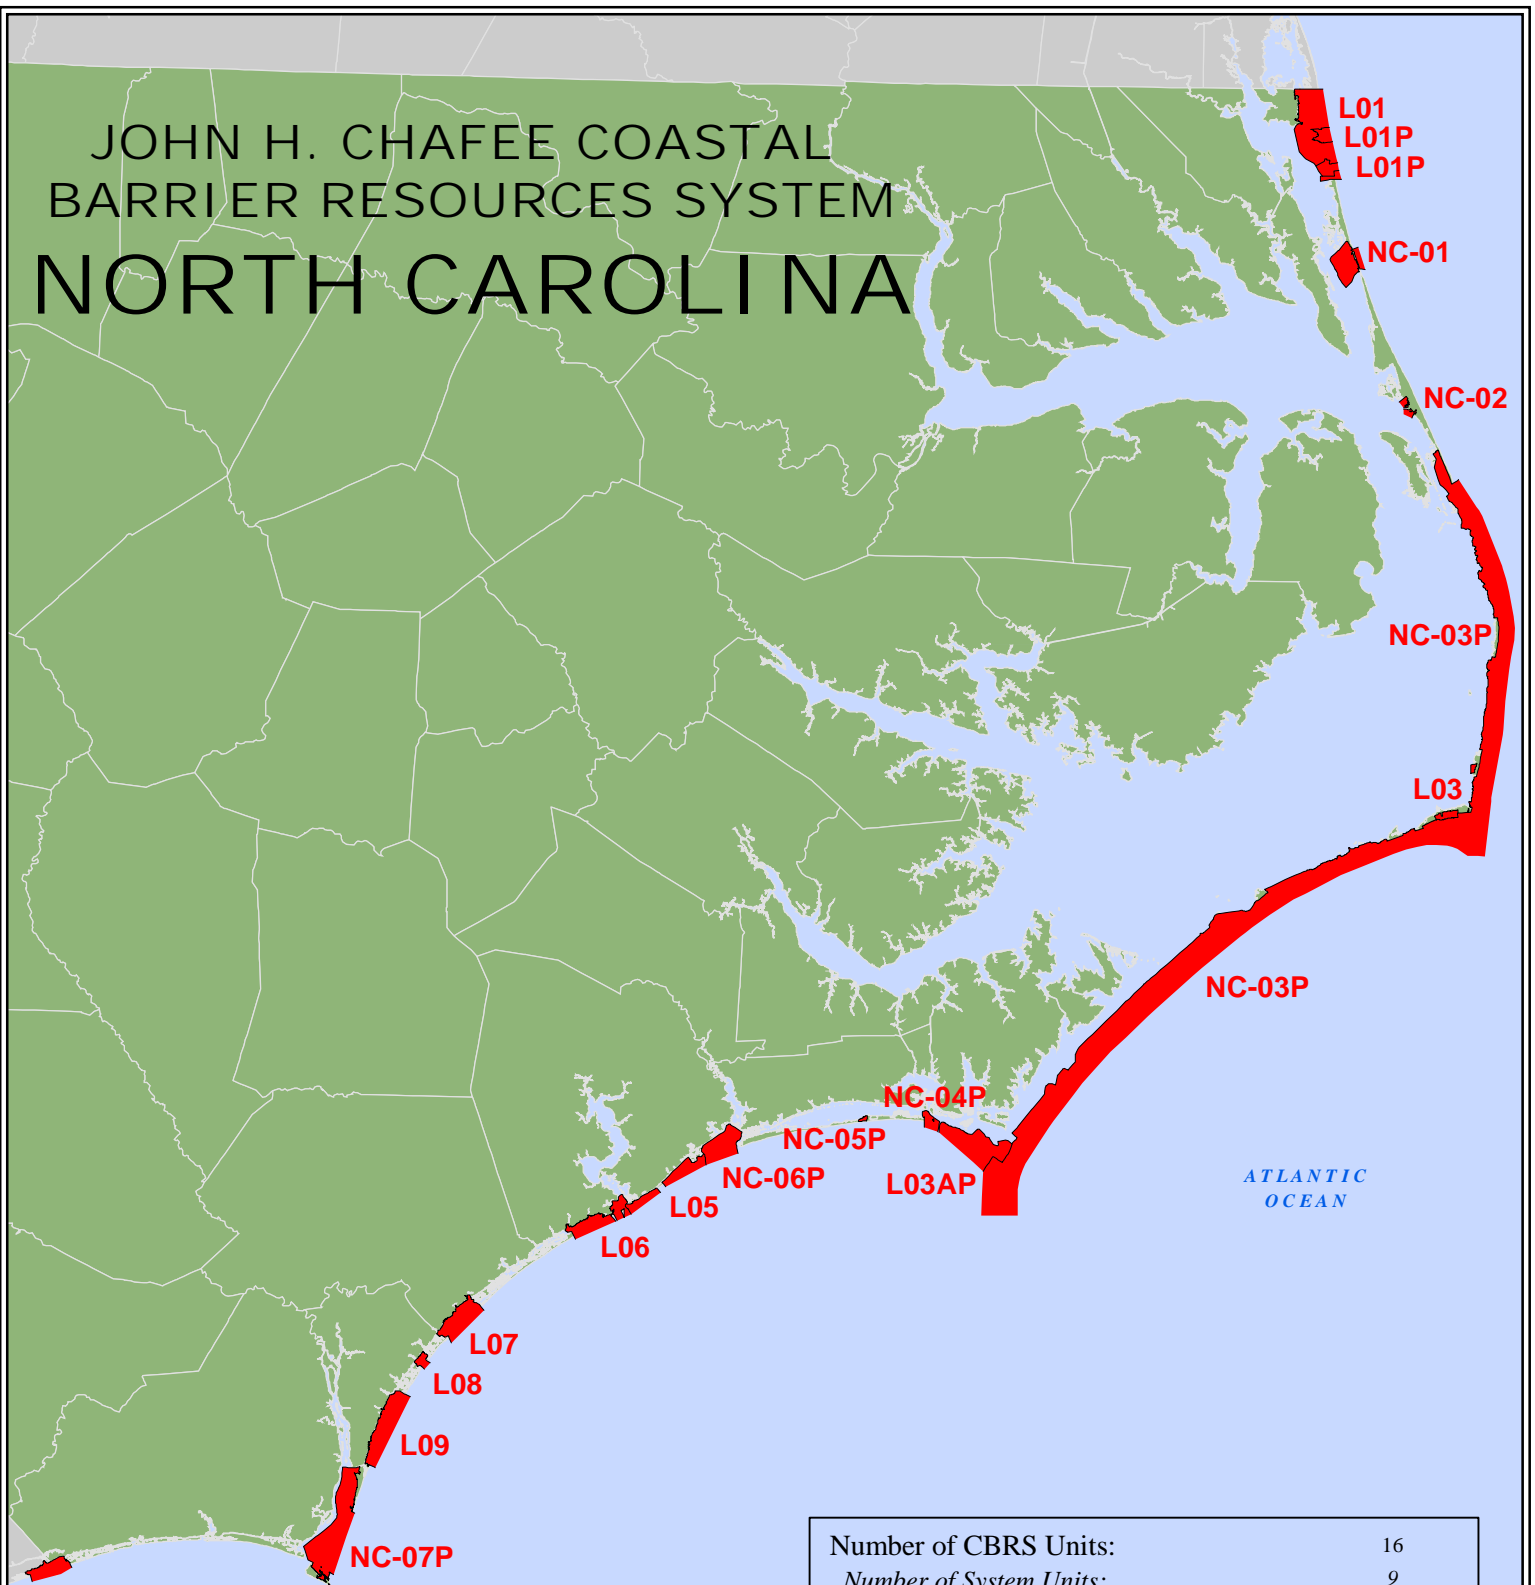 JOHN H. CHAFEE COASTAL
BARRIER RESOURCES SYSTEM
NORTH CAROLINA
L01
L01P
L01P
NC-01
NC-02
NC-03P
L03
NC-03P
NC-04P
NC-05P
NC-06P
L03AP
L05
L06
ATLANTIC
OCEAN
L07
L08
L09
NC-07P
Number of CBRS Units: 16
Number of System Units: 9